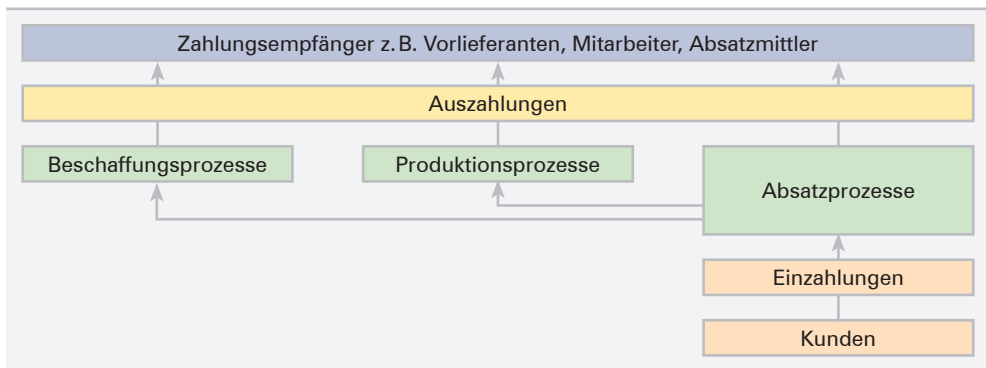 Zahlungsempfänger z. B. Vorlieferanten, Mitarbeiter, Absatzmittler
Auszahlungen
Beschaffungsprozesse
Produktionsprozesse
Absatzprozesse
Einzahlungen
Kunden